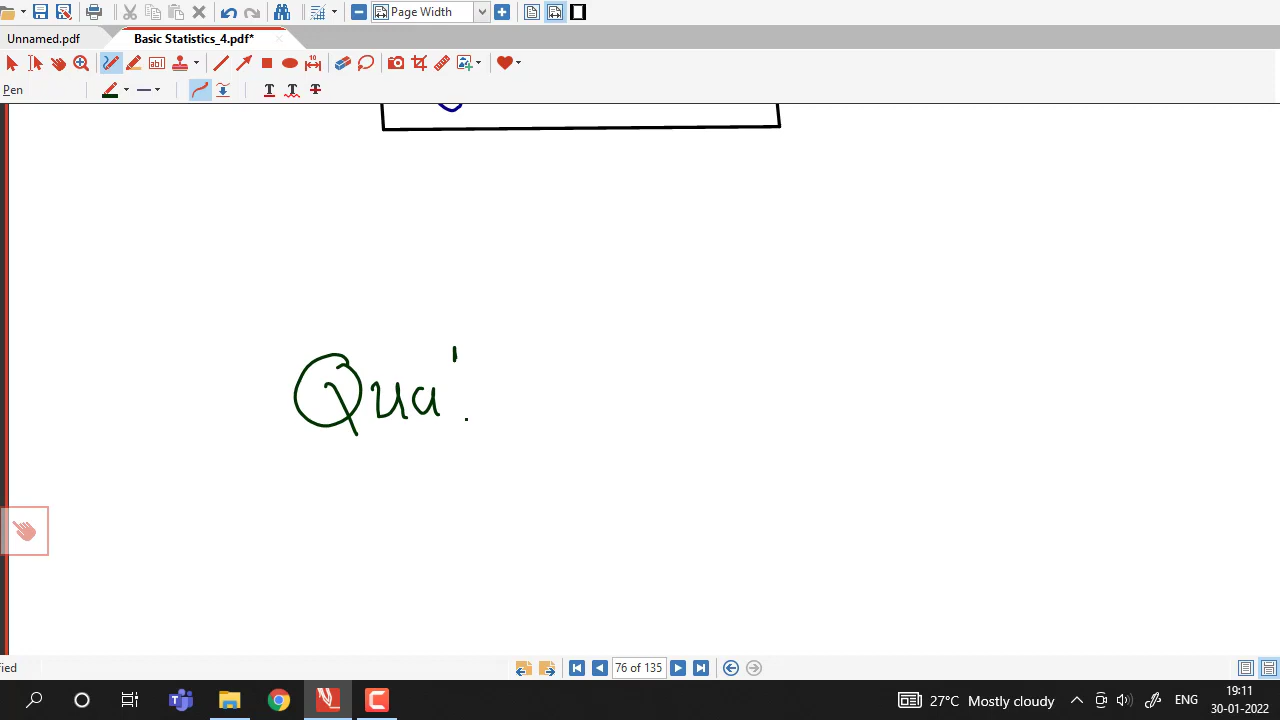 Page Width
Unnamed.pdf
Basic Statistics_4.pdf*
Pen
Qua
76 of 135
ied
27°C Mostly cloudy
ENG
19:11
30-01-2022